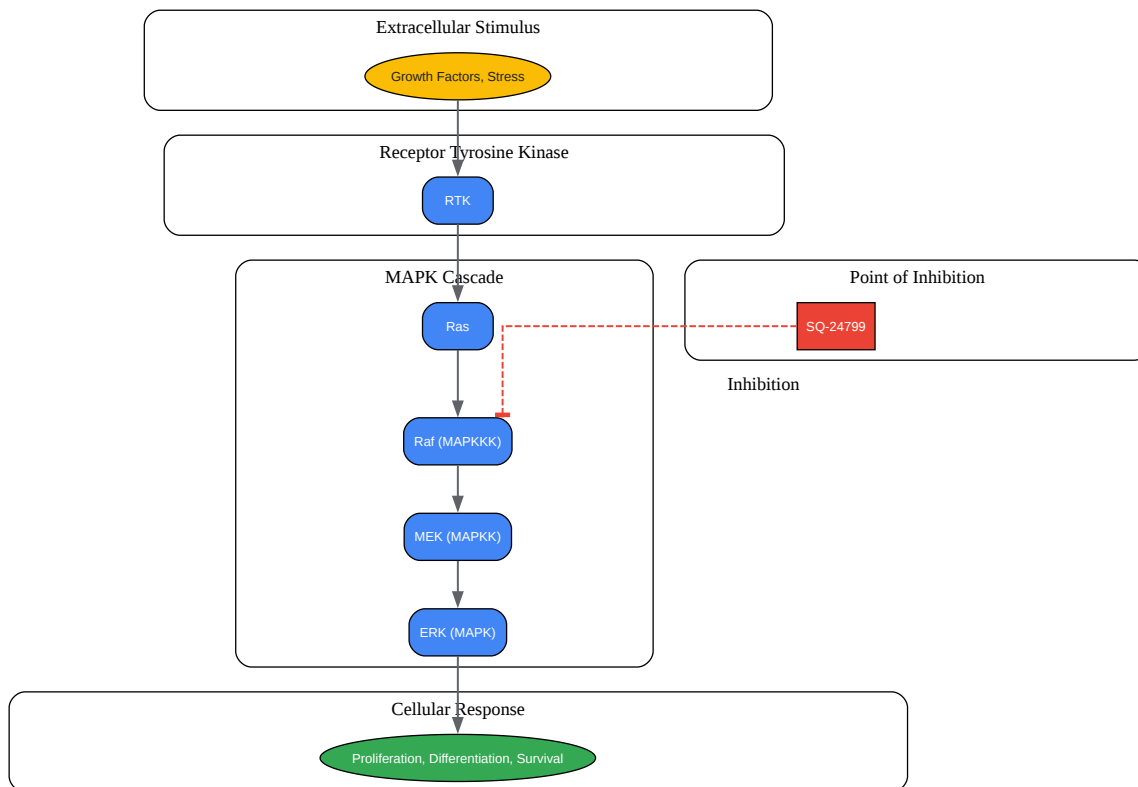 Extracellular Stimulus
Growth Factors, Stress
Receptor Tyrosine Kinase
RTK
MAPK Cascade
Point of Inhibition
Ras
SQ-24799
Inhibition
Raf (MAPKKK)
MEK (MAPKK)
ERK (MAPK)
Cellular Response
Proliferation, Differentiation, Survival